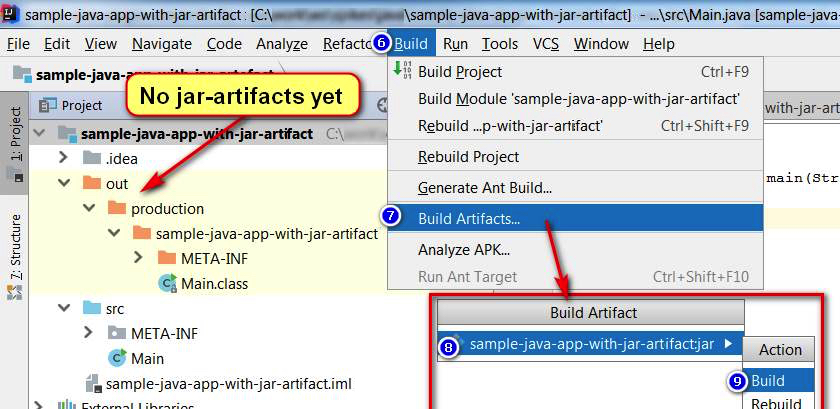 sample-java-app-with-jar-artifact: [C:\ \sample-java-app-with-jar-artifact] - ...\src\Main.java [sample-java-app-wi
File Edit View Navigate Code Analyze Refacto 6 Build Run Tools VCS Window Help
sample-java-app-with-jar-artefact
No jar-artifacts yet
1: Project
7: Structure
Project
sample-java-app-with-jar-artifact C:\
.idea
out
production
sample-java-app-with-jar-artifact
META-INF
Main.class
src
META-INF
Main
sample-java-app-with-jar-artifact.iml
External Libraries
Build Project Ctrl+F9
Build Module 'sample-java-app-with-jar-artifact'
Rebuild ...p-with-jar-artifact' Ctrl+Shift+F9
Rebuild Project
Generate Ant Build...
7 Build Artifacts...
Analyze APK...
Run Ant Target Ctrl+Shift+F10
with-jar-artifact
main(Str
Build Artifact
8 sample-java-app-with-jar-artifact:jar
Action
9 Build
Rebuild